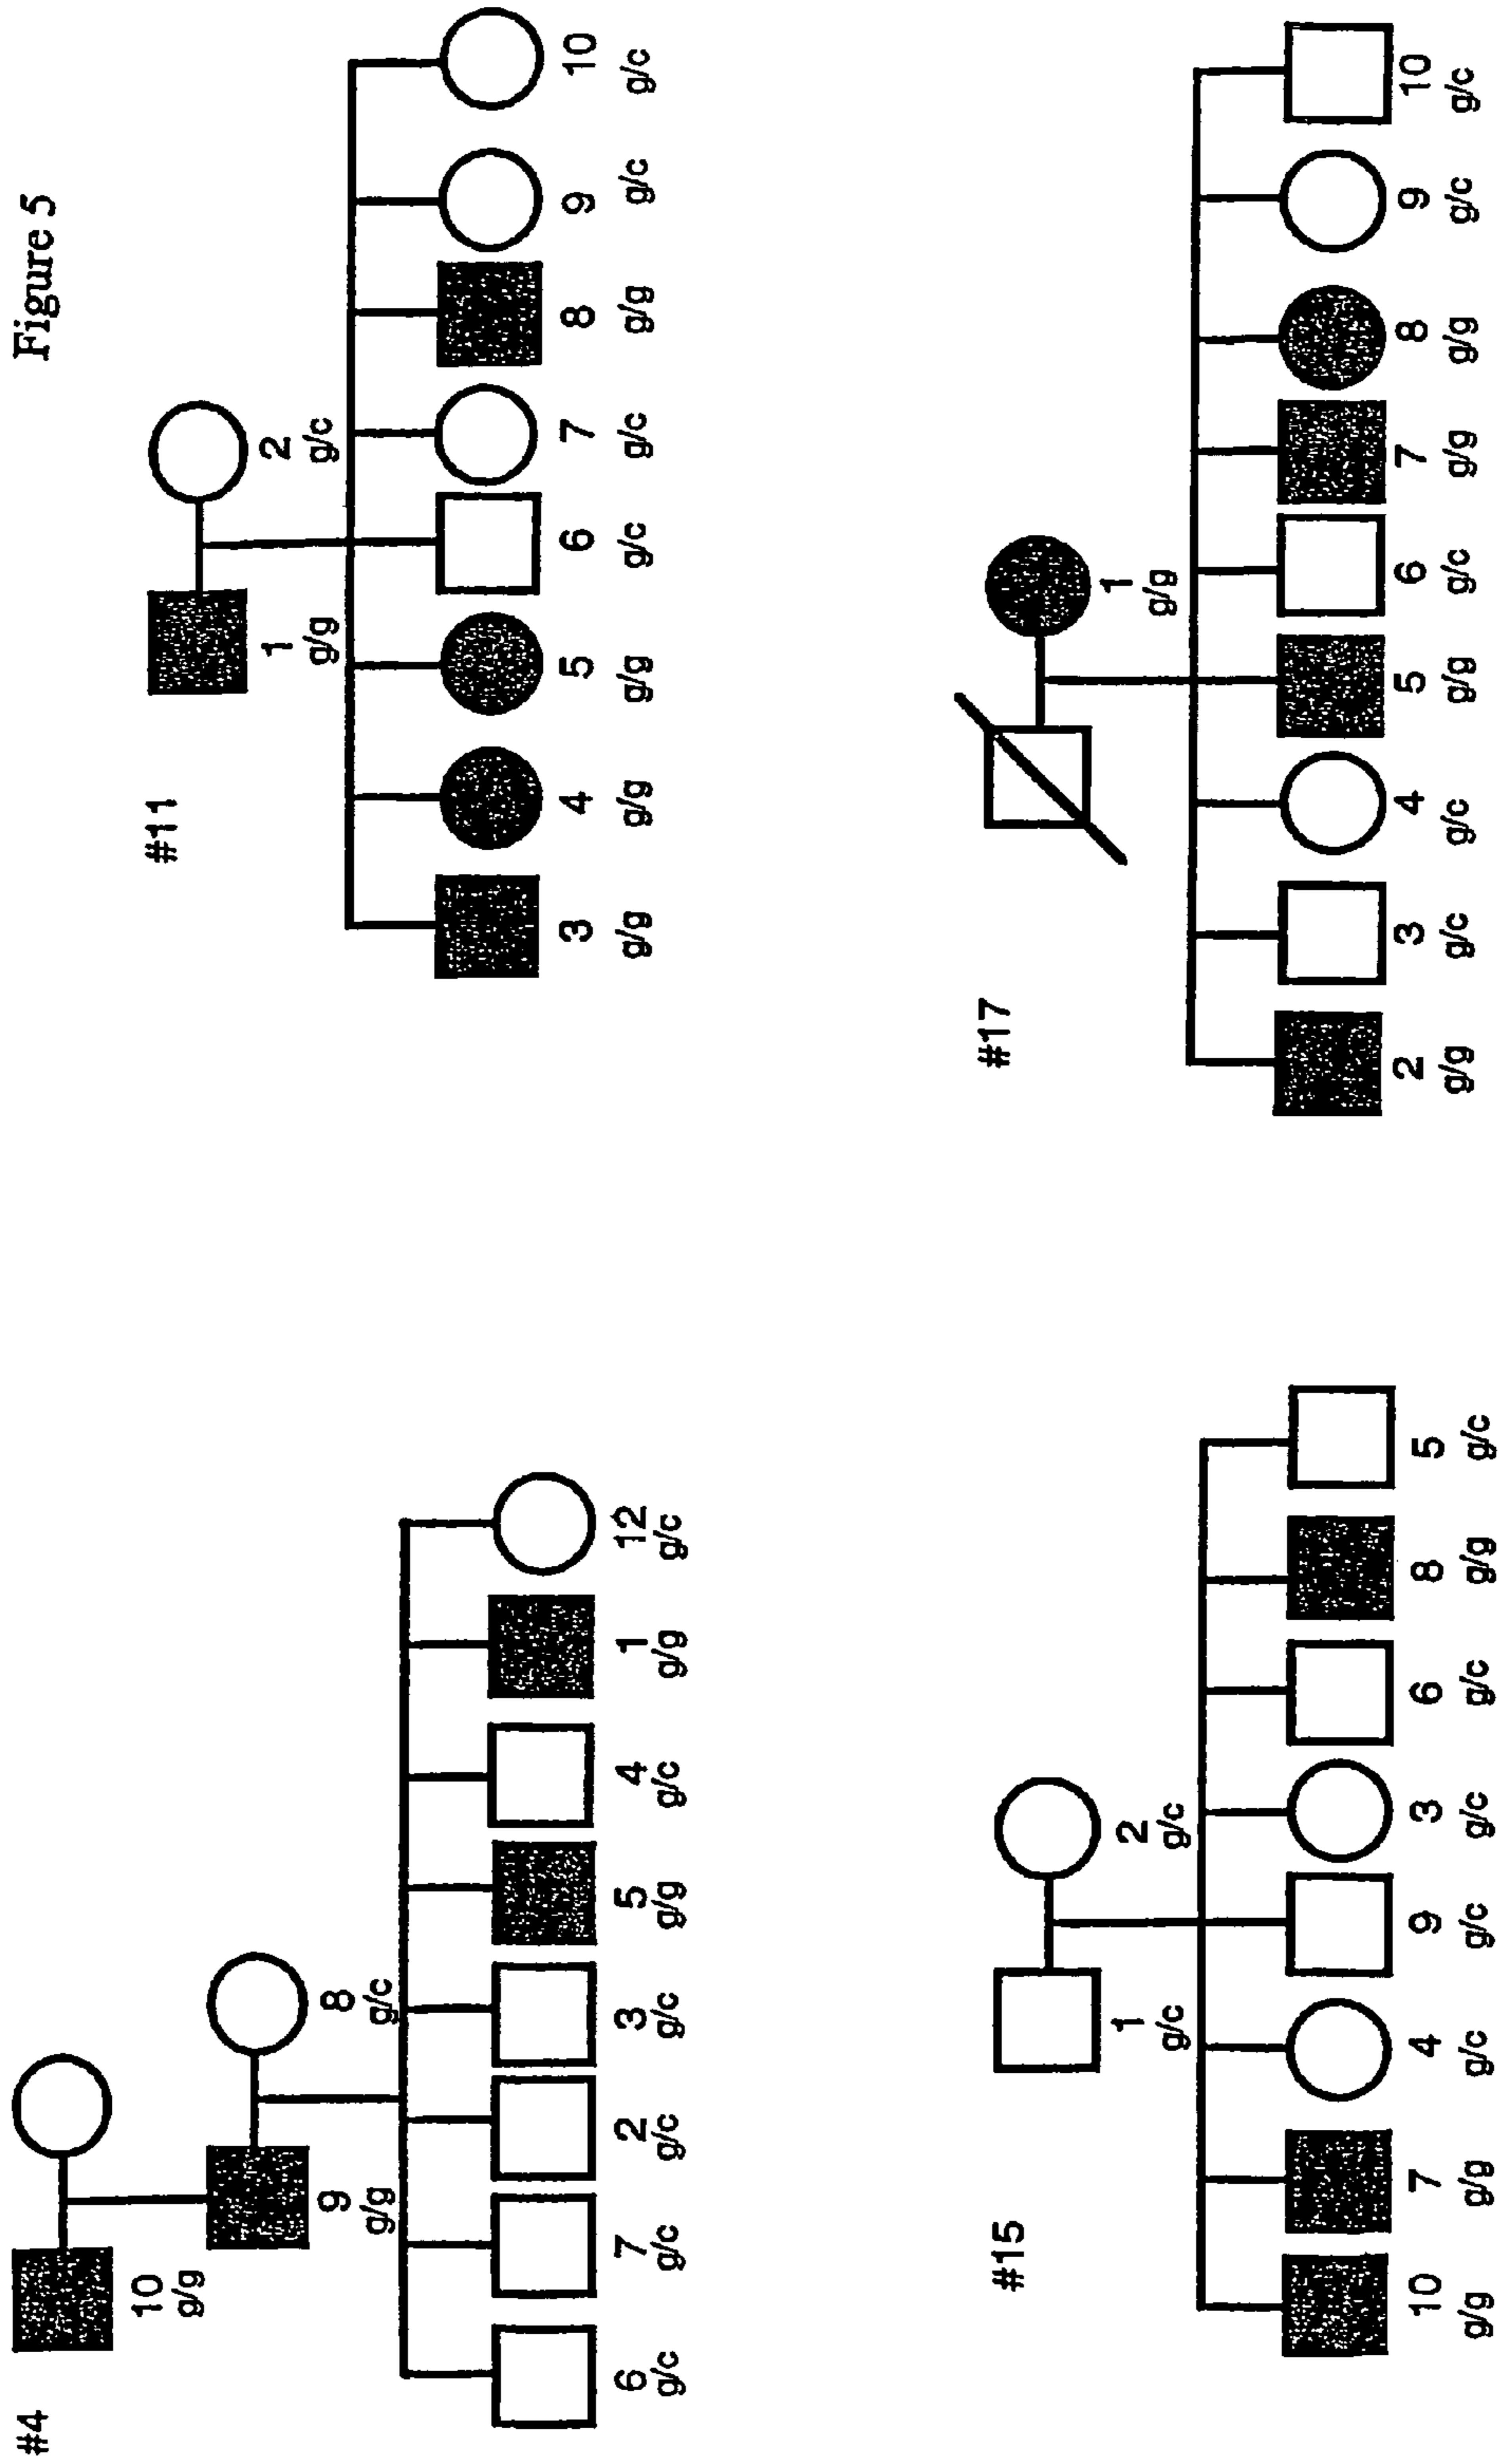 Figure 5
#4
10
g/g
9 8
g/g g/c
6 7 2 3 5 4 1 12
g/c g/c g/c g/c g/g g/c g/g g/c
#11
1 2
g/g g/c
3 4 5 6 7 8 9 10
g/g g/g g/g g/c g/c g/g g/c g/c
#15
1 2
g/c g/c
10 7 4 9 3 6 8 5
g/g g/g g/c g/c g/c g/c g/g g/c
#17
1
g/g
2 3 4 5 6 7 8 9 10
g/g g/c g/c g/g g/c g/g g/g g/c g/c